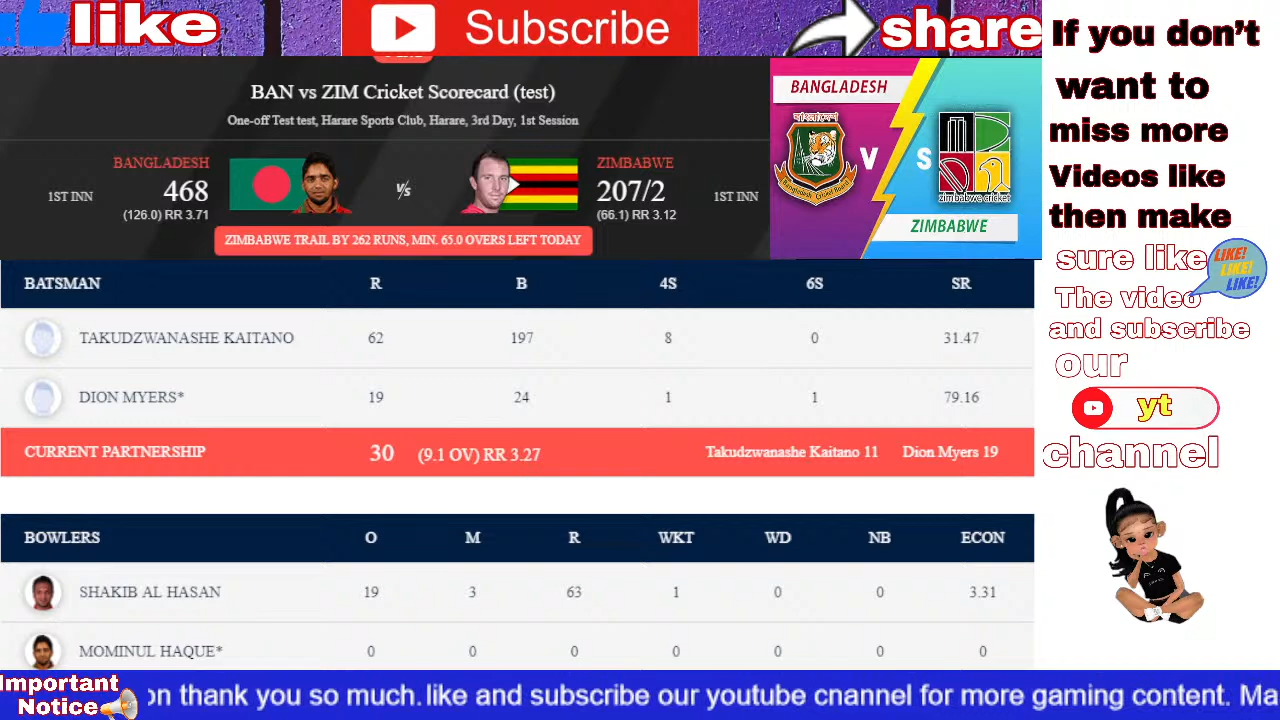 like
Subscribe
share
If you don't
want to
miss more
Videos like
then make
sure like
LIKE!
LIKE!
LIKE!
The video
and subscribe
our
yt
channel
BAN vs ZIM Cricket Scorecard (test)
One-off Test test, Harare Sports Club, Harare, 3rd Day, 1st Session
BANGLADESH
1ST INN 468
(126.0) RR 3.71
V/S
ZIMBABWE
207/2 1ST INN
(66.1) RR 3.12
ZIMBABWE TRAIL BY 262 RUNS, MIN. 65.0 OVERS LEFT TODAY
BANGLADESH
বাংলাদেশ
Bangladesh Cricket Board
V S
zimbabwe cricket
ZIMBABWE
BATSMAN R B 4S 6S SR
TAKUDZWANASHE KAITANO 62 197 8 0 31.47
DION MYERS* 19 24 1 1 79.16
CURRENT PARTNERSHIP 30 (9.1 OV) RR 3.27 Takudzwanashe Kaitano 11 Dion Myers 19
BOWLERS O M R WKT WD NB ECON
SHAKIB AL HASAN 19 3 63 1 0 0 3.31
MOMINUL HAQUE* 0 0 0 0 0 0 0
Important
Notice
on thank you so much.like and subscribe our youtube cnannel for more gaming content. Ma